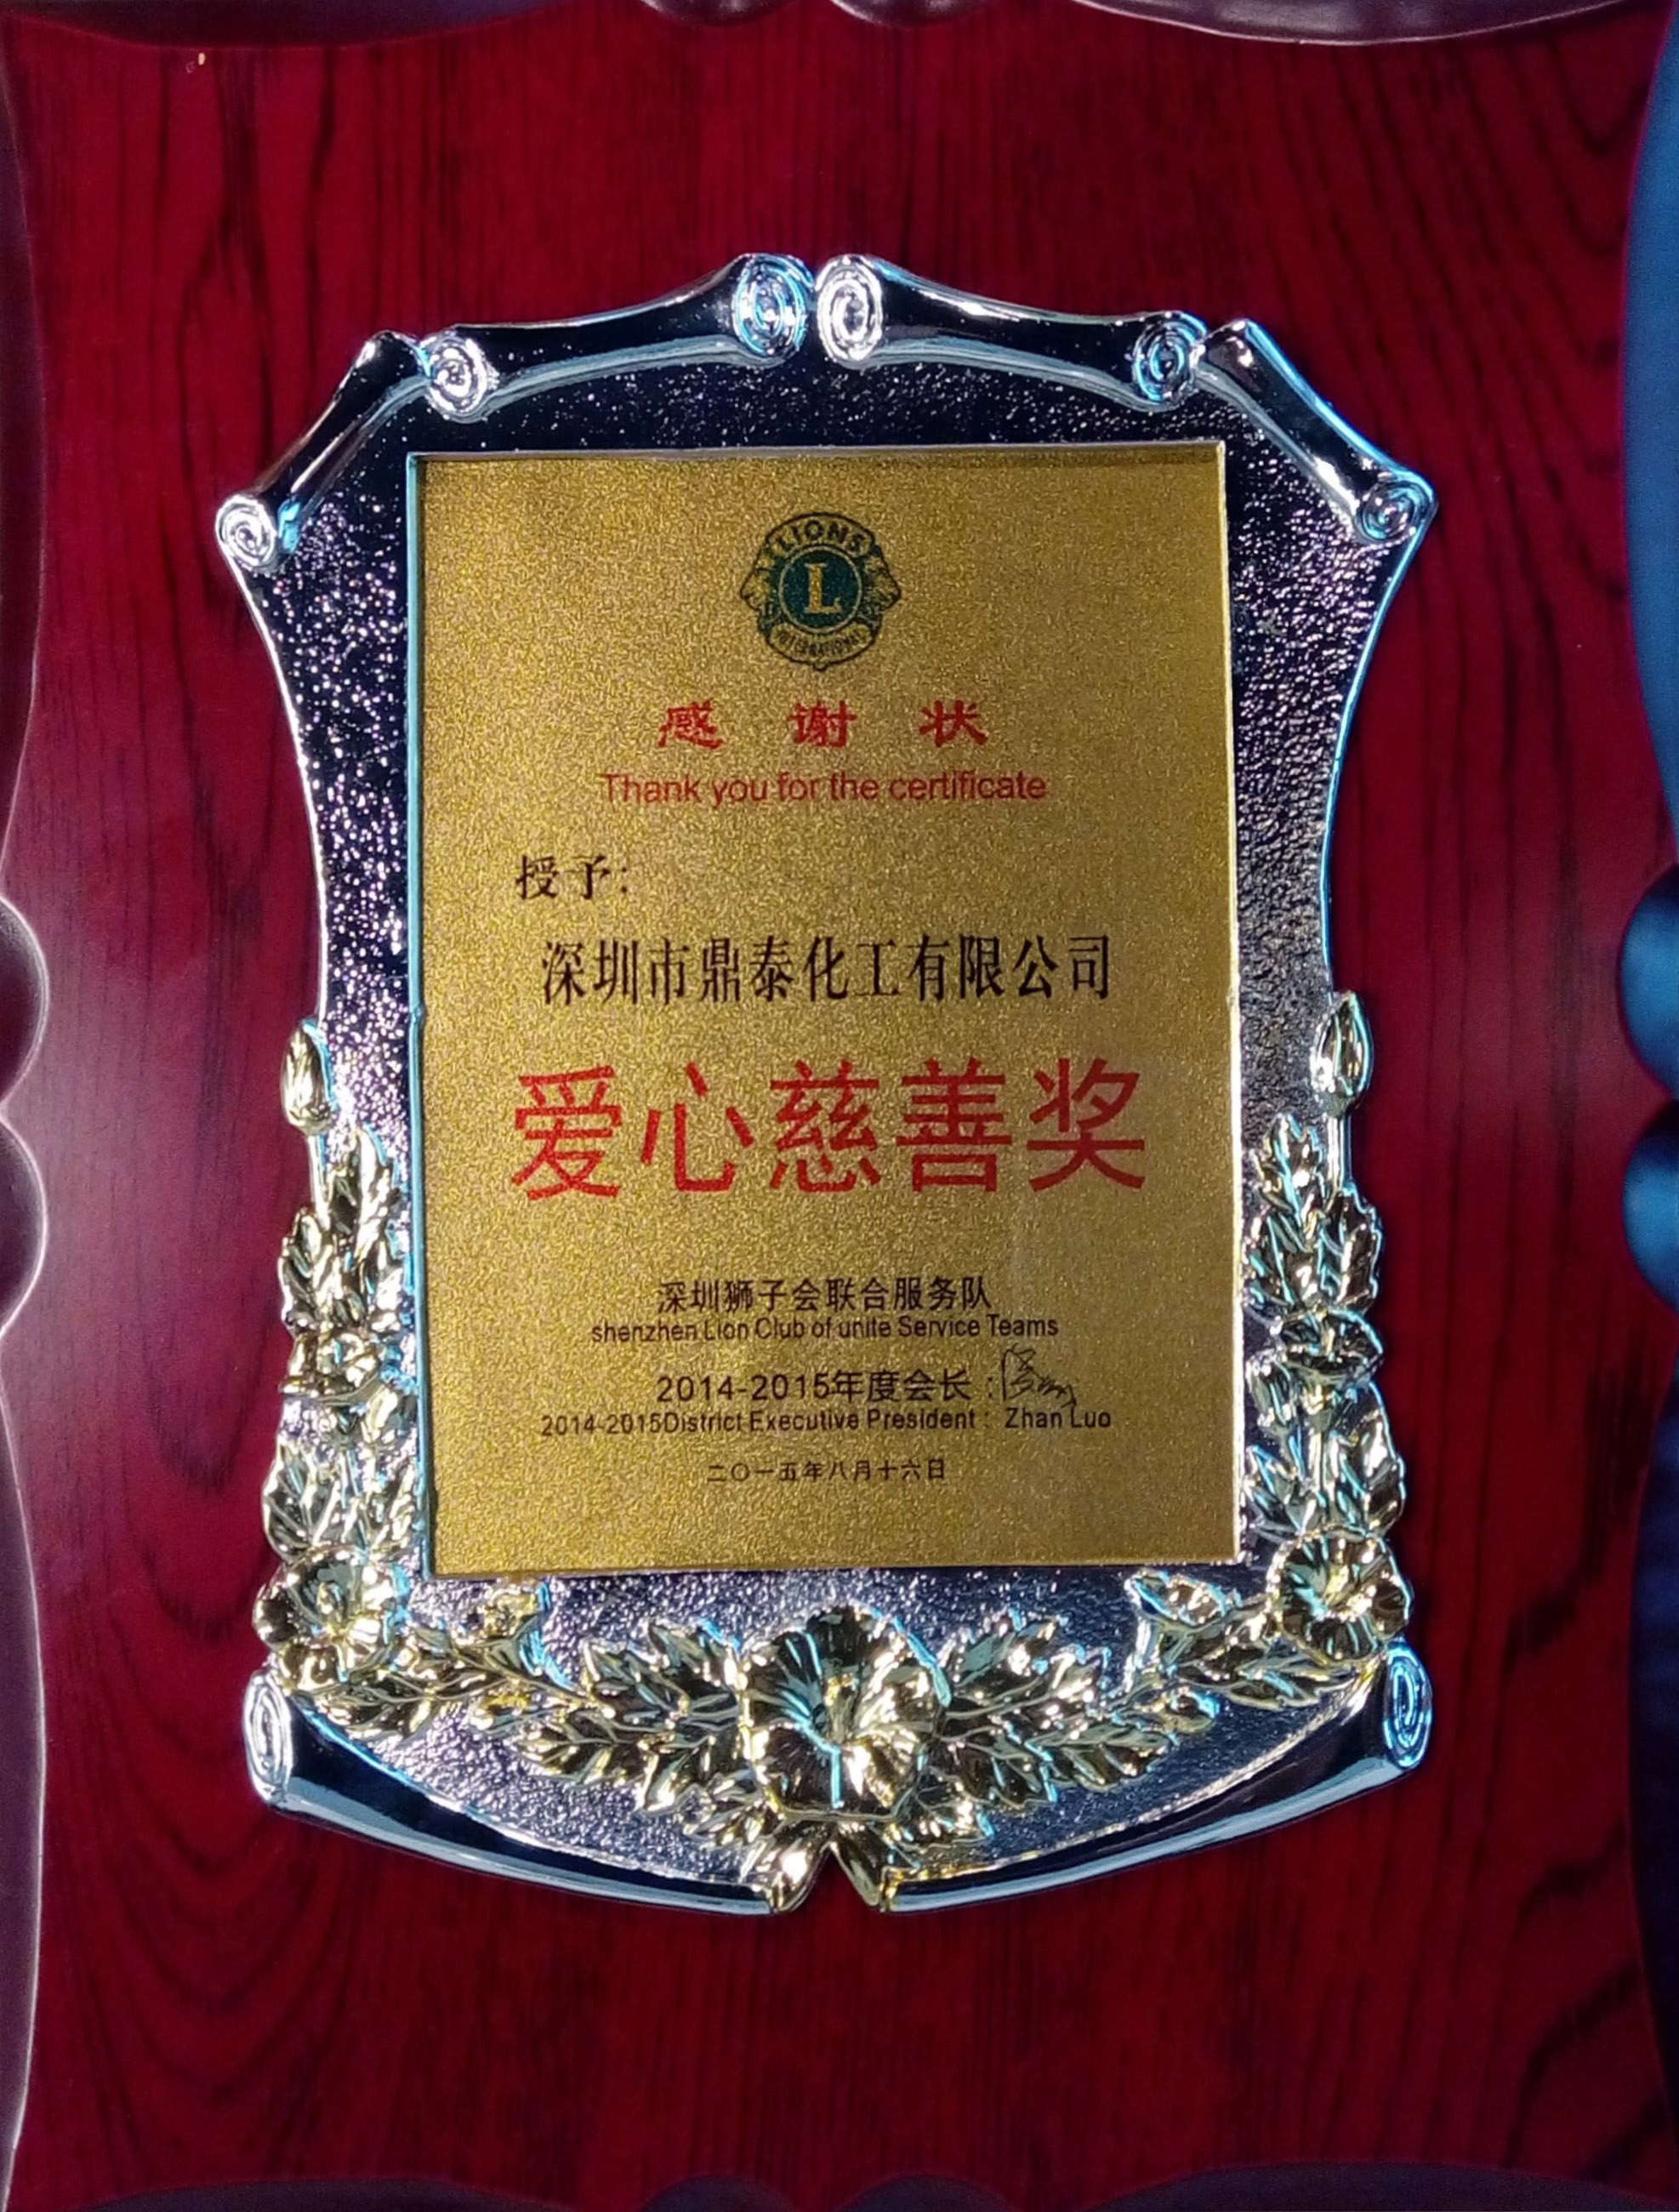 LIONS
L
INTERNATIONAL
感谢状
Thank you for the certificate
授予:
深圳市鼎泰化工有限公司
爱心慈善奖
深圳狮子会联合服务队
shenzhen Lion Club of unite Service Teams
2014-2015年度会长:
2014-2015District Executive President: Zhan Luo
二〇一五年八月十六日